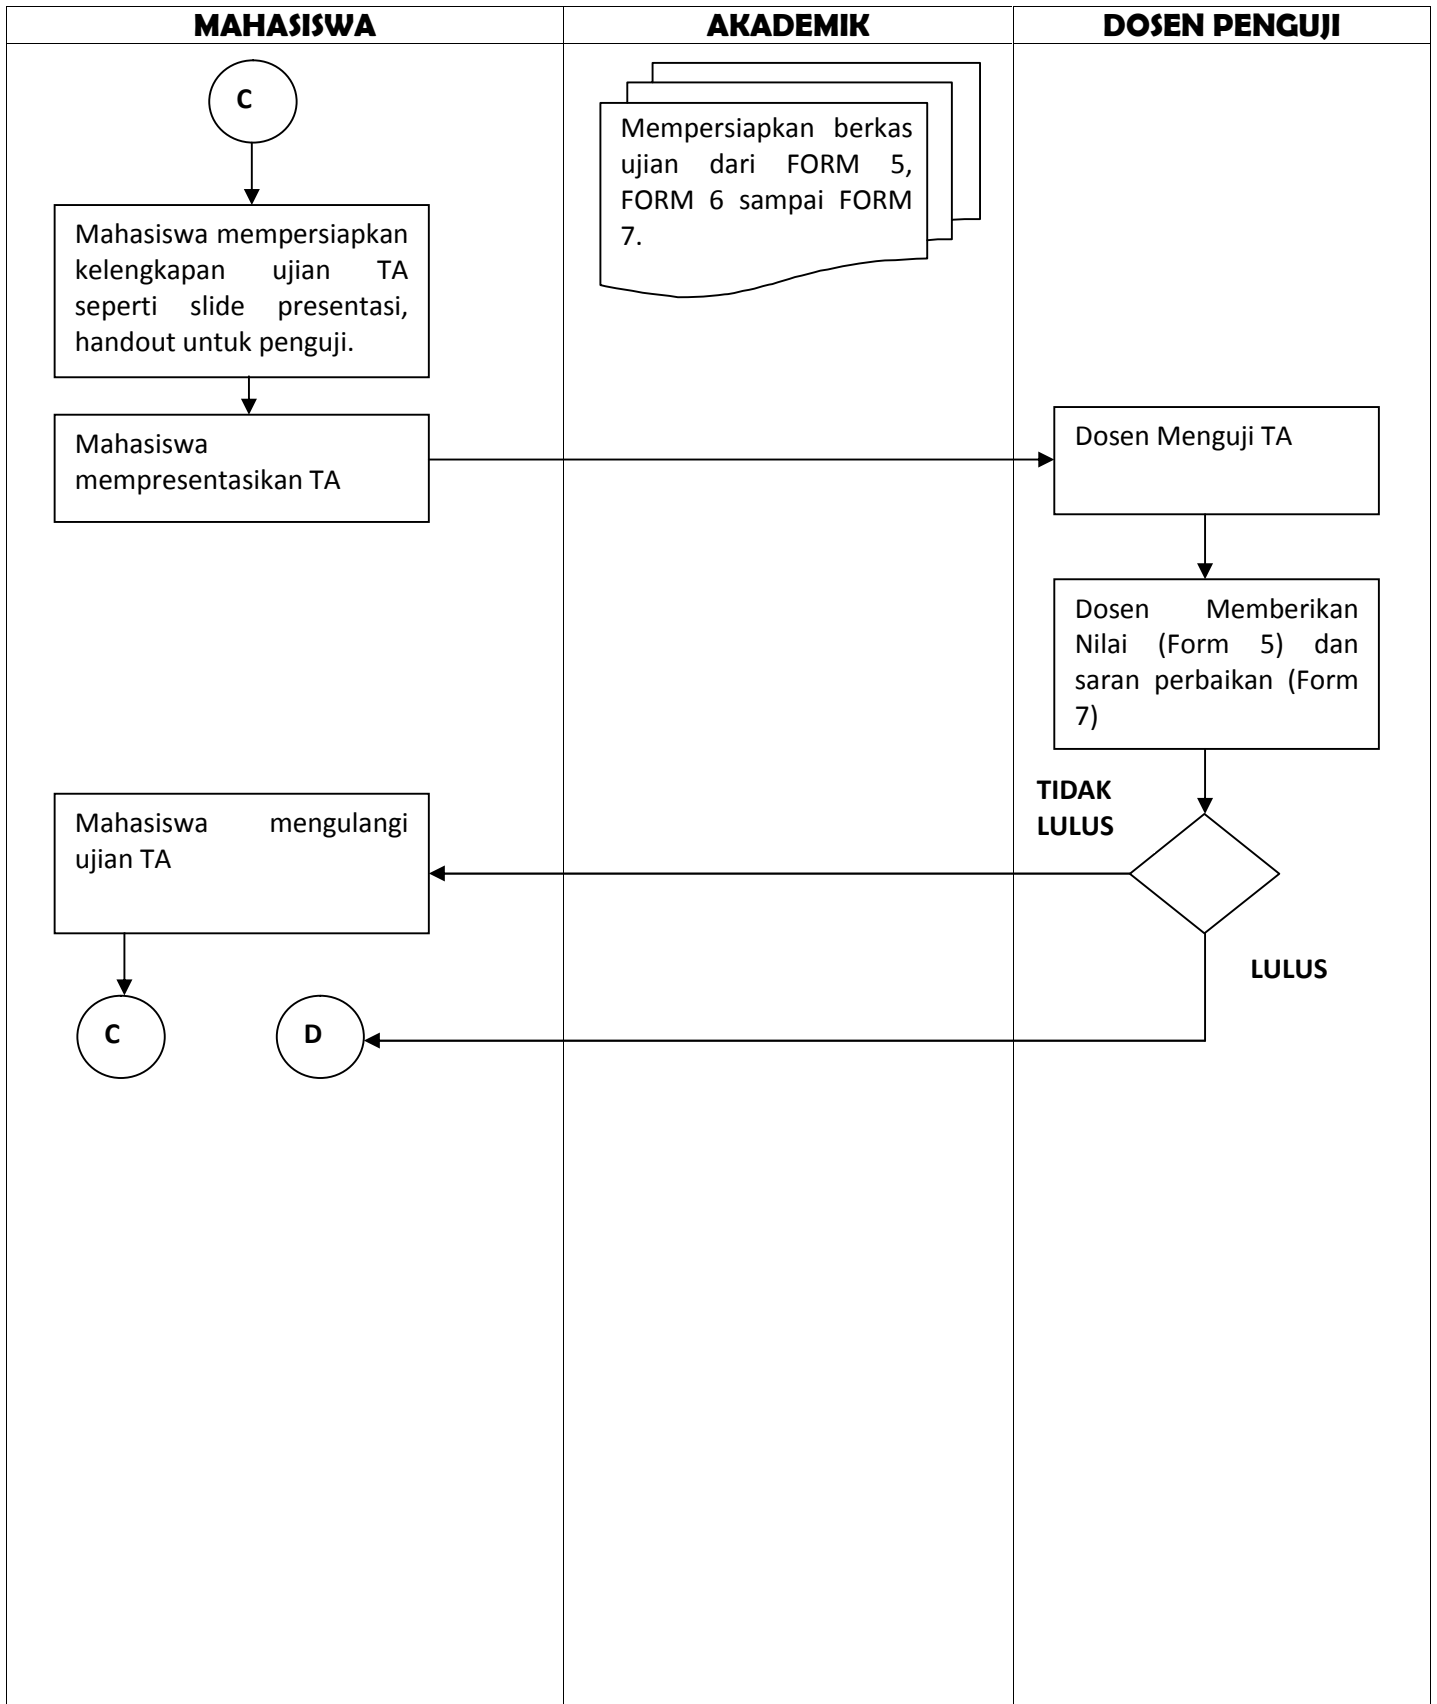 MAHASISWA
AKADEMIK
DOSEN PENGUJI
C
Mempersiapkan berkas
ujian dari FORM 5,
FORM 6 sampai FORM
7.
Mahasiswa mempersiapkan
kelengkapan ujian TA
seperti slide presentasi,
handout untuk penguji.
Mahasiswa
mempresentasikan TA
Dosen Menguji TA
Dosen Memberikan
Nilai (Form 5) dan
saran perbaikan (Form
7)
TIDAK
LULUS
Mahasiswa mengulangi
ujian TA
LULUS
C
D